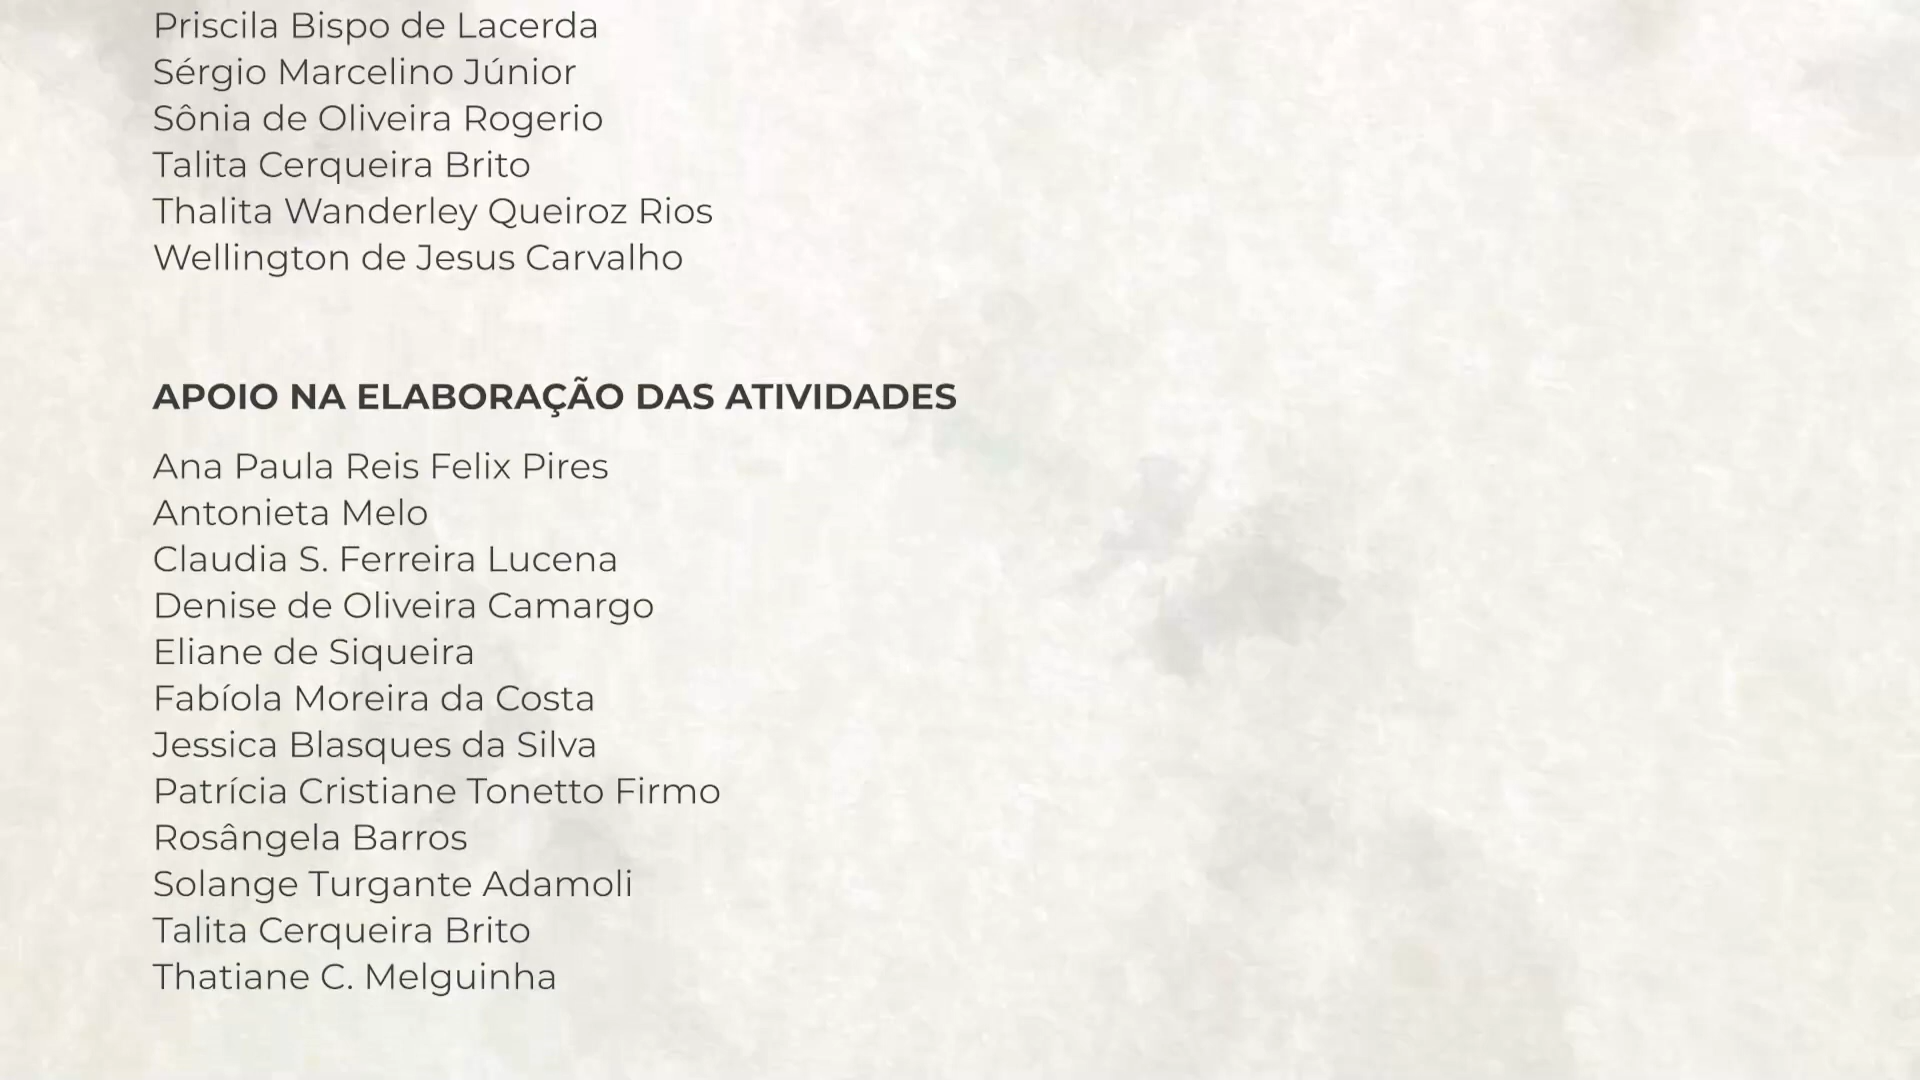 Priscila Bispo de Lacerda
Sérgio Marcelino Júnior
Sônia de Oliveira Rogerio
Talita Cerqueira Brito
Thalita Wanderley Queiroz Rios
Wellington de Jesus Carvalho
APOIO NA ELABORAÇÃO DAS ATIVIDADES
Ana Paula Reis Felix Pires
Antonieta Melo
Claudia S. Ferreira Lucena
Denise de Oliveira Camargo
Eliane de Siqueira
Fabíola Moreira da Costa
Jessica Blasques da Silva
Patrícia Cristiane Tonetto Firmo
Rosângela Barros
Solange Turgante Adamoli
Talita Cerqueira Brito
Thatiane C. Melguinha